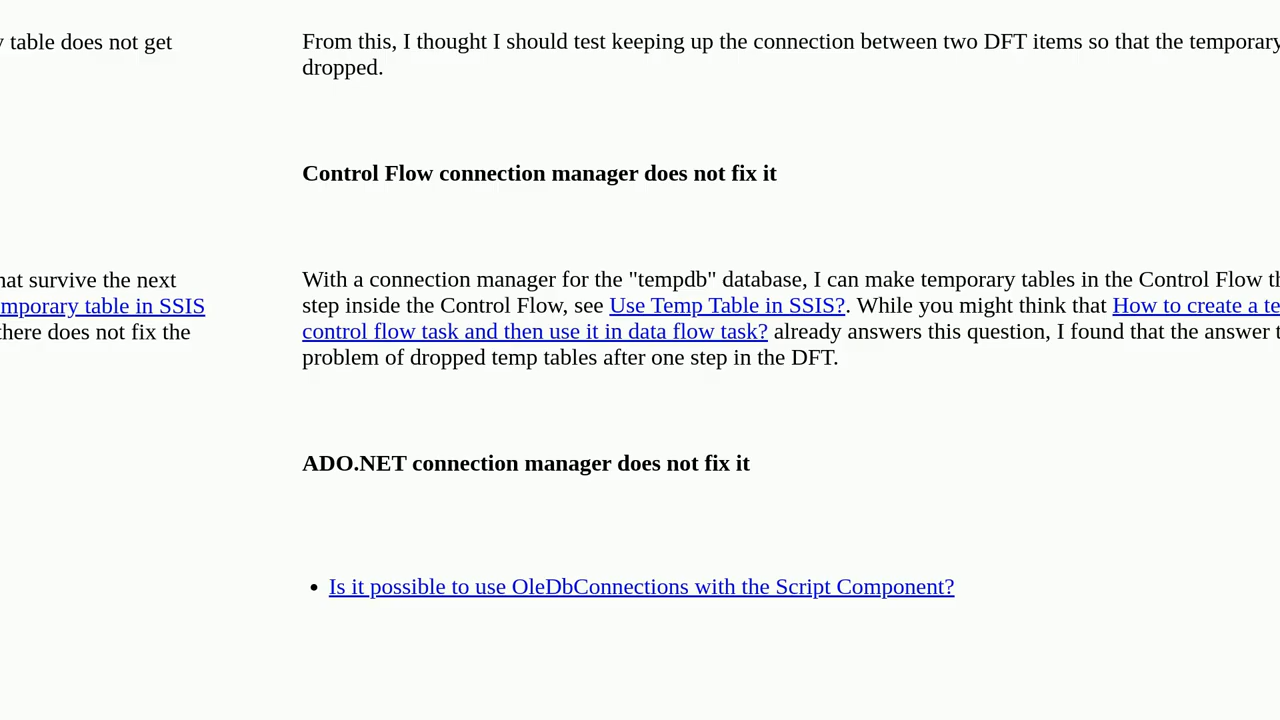 y table does not get
hat survive the next
mporary table in SSIS
there does not fix the
From this, I thought I should test keeping up the connection between two DFT items so that the temporary
dropped.
Control Flow connection manager does not fix it
With a connection manager for the "tempdb" database, I can make temporary tables in the Control Flow th
step inside the Control Flow, see Use Temp Table in SSIS?. While you might think that How to create a te
control flow task and then use it in data flow task? already answers this question, I found that the answer t
problem of dropped temp tables after one step in the DFT.
ADO.NET connection manager does not fix it
• Is it possible to use OleDbConnections with the Script Component?